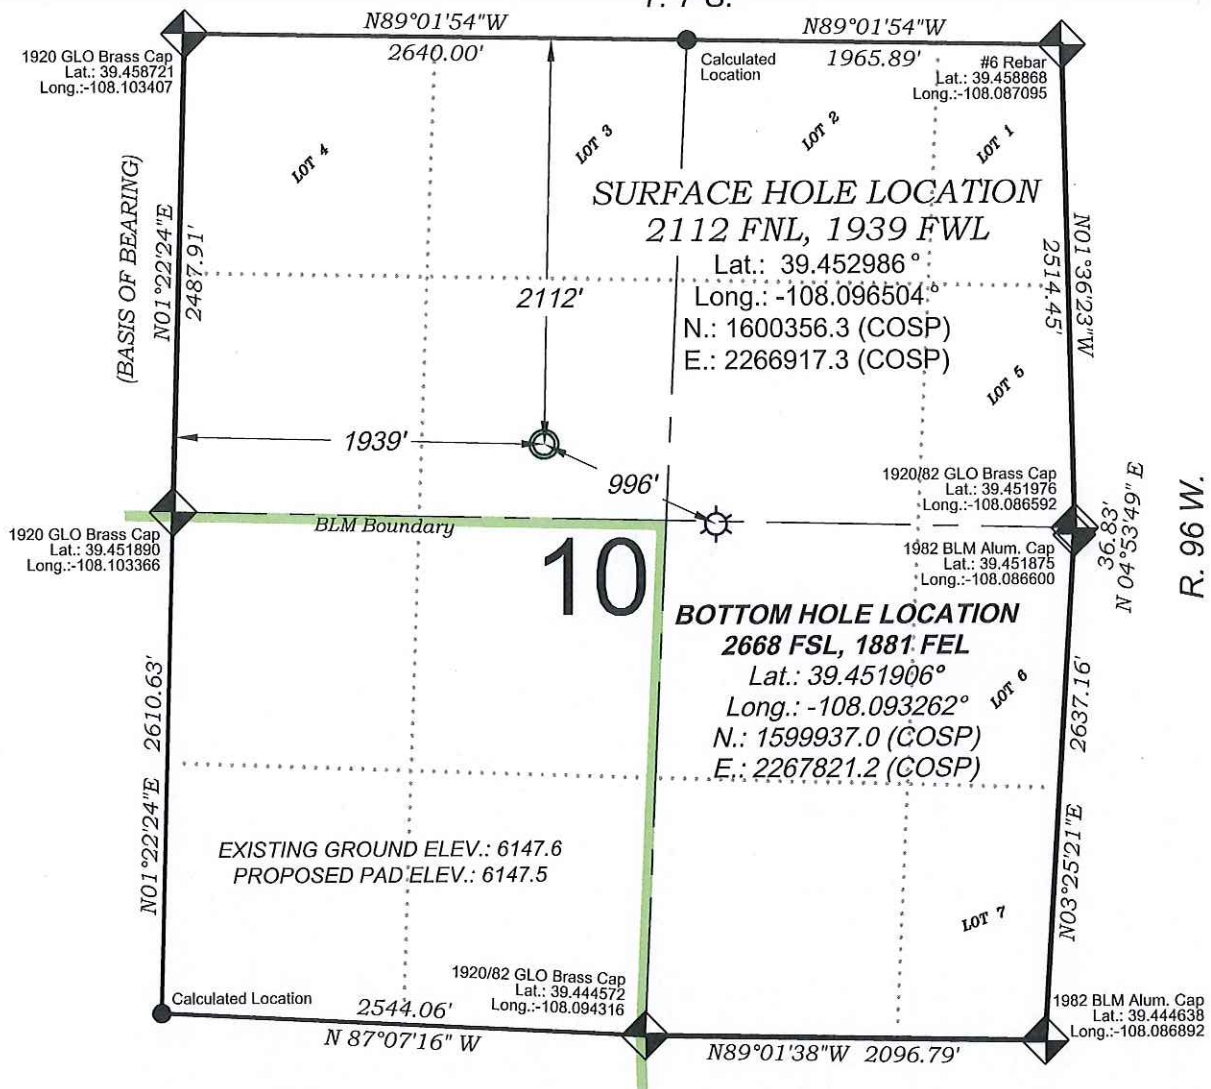 N89°01'54"W
2640.00'
N89°01'54"W
1965.89'
1920 GLO Brass Cap
Lat.: 39.458721
Long.:-108.103407
Calculated
Location
#6 Rebar
Lat.: 39.458868
Long.:-108.087095
LOT 4
LOT 3
LOT 2
LOT 1
SURFACE HOLE LOCATION
2112 FNL, 1939 FWL
Lat.: 39.452986°
Long.: -108.096504°
N.: 1600356.3 (COSP)
E.: 2266917.3 (COSP)
(BASIS OF BEARING)
N01°22'24"E
2487.91'
2112'
N01°36'23"W
2514.45'
LOT 5
1939'
996'
1920/82 GLO Brass Cap
Lat.: 39.451976
Long.:-108.086592
BLM Boundary
1920 GLO Brass Cap
Lat.: 39.451890
Long.:-108.103366
1982 BLM Alum. Cap
Lat.: 39.451875
Long.:-108.086600
36.83'
N 04°53'49" E
R. 96 W.
10
BOTTOM HOLE LOCATION
2668 FSL, 1881 FEL
Lat.: 39.451906°
Long.: -108.093262°
N.: 1599937.0 (COSP)
E.: 2267821.2 (COSP)
LOT 6
2637.16'
N03°25'21"E
2610.63'
N01°22'24"E
EXISTING GROUND ELEV.: 6147.6
PROPOSED PAD ELEV.: 6147.5
LOT 7
1920/82 GLO Brass Cap
Lat.: 39.444572
Long.:-108.094316
Calculated Location
2544.06'
N 87°07'16" W
1982 BLM Alum. Cap
Lat.: 39.444638
Long.:-108.086892
N89°01'38"W 2096.79'